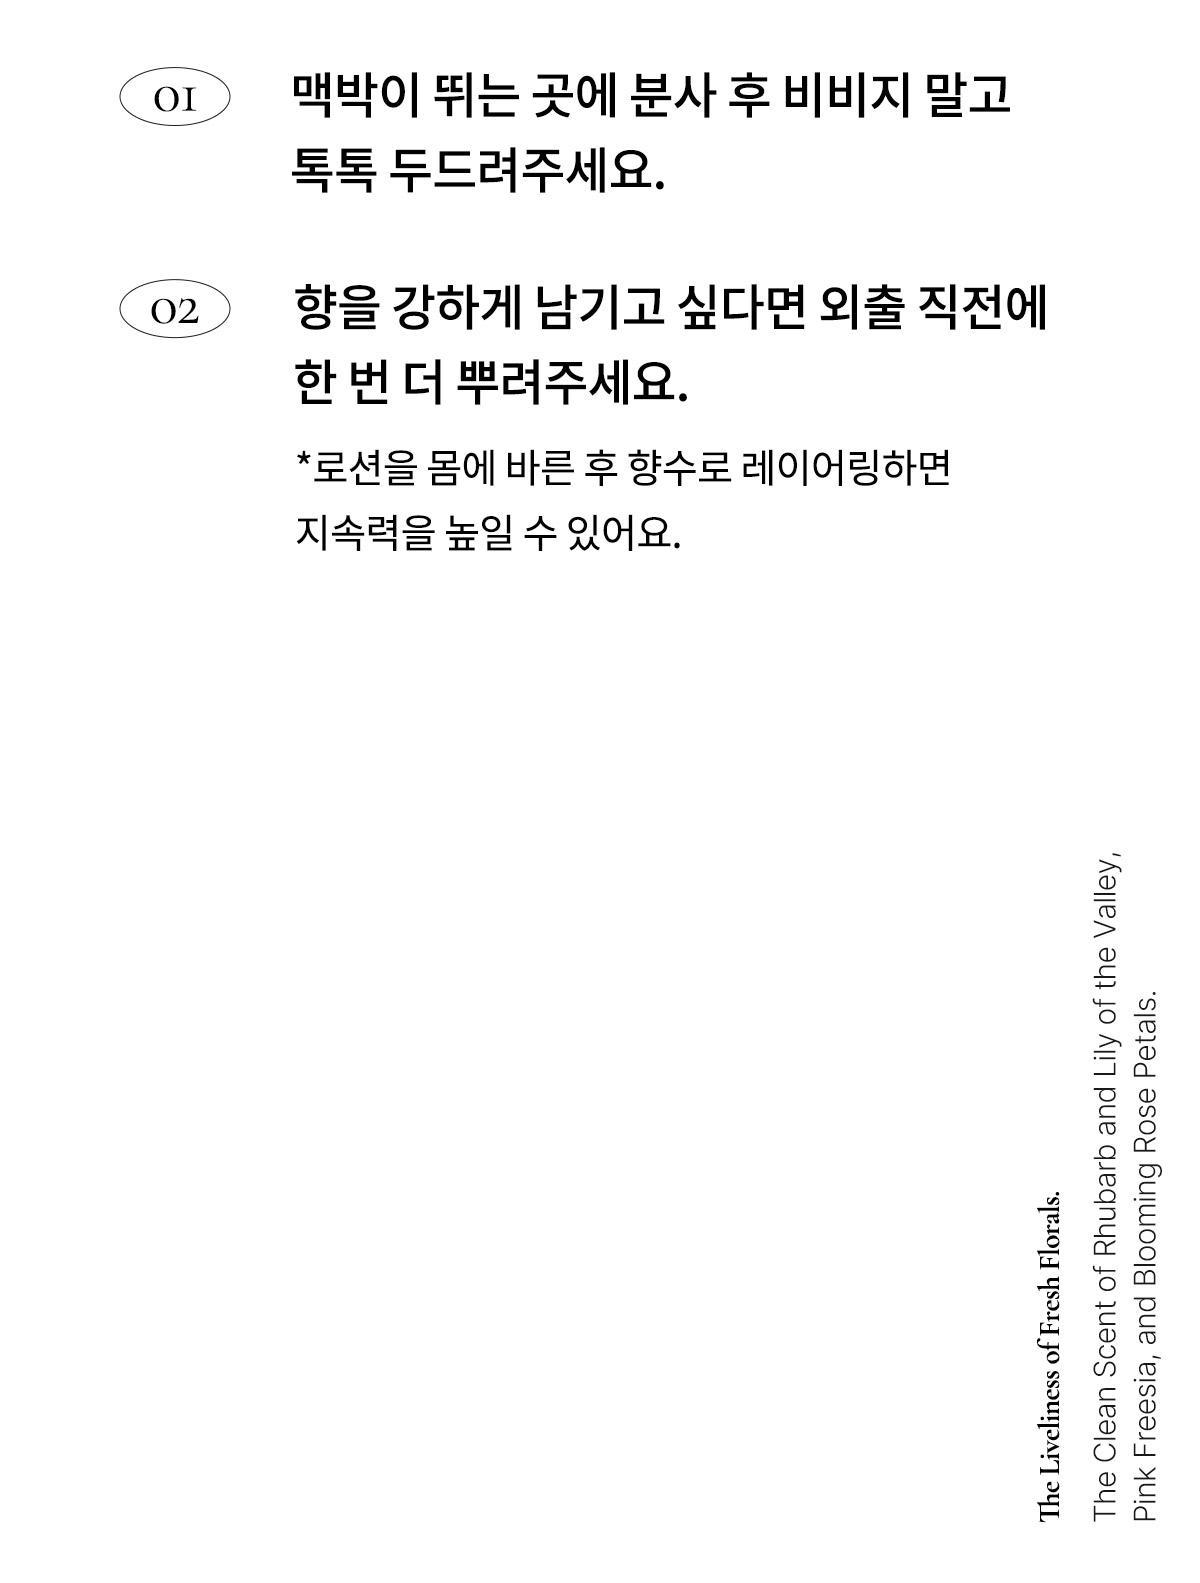 01
맥박이 뛰는 곳에 분사 후 비비지 말고
톡톡 두드려주세요.
02
향을 강하게 남기고 싶다면 외출 직전에
한 번 더 뿌려주세요.
*로션을 몸에 바른 후 향수로 레이어링하면
지속력을 높일 수 있어요.
The Liveliness of Fresh Florals.
The Clean Scent of Rhubarb and Lily of the Valley,
Pink Freesia, and Blooming Rose Petals.